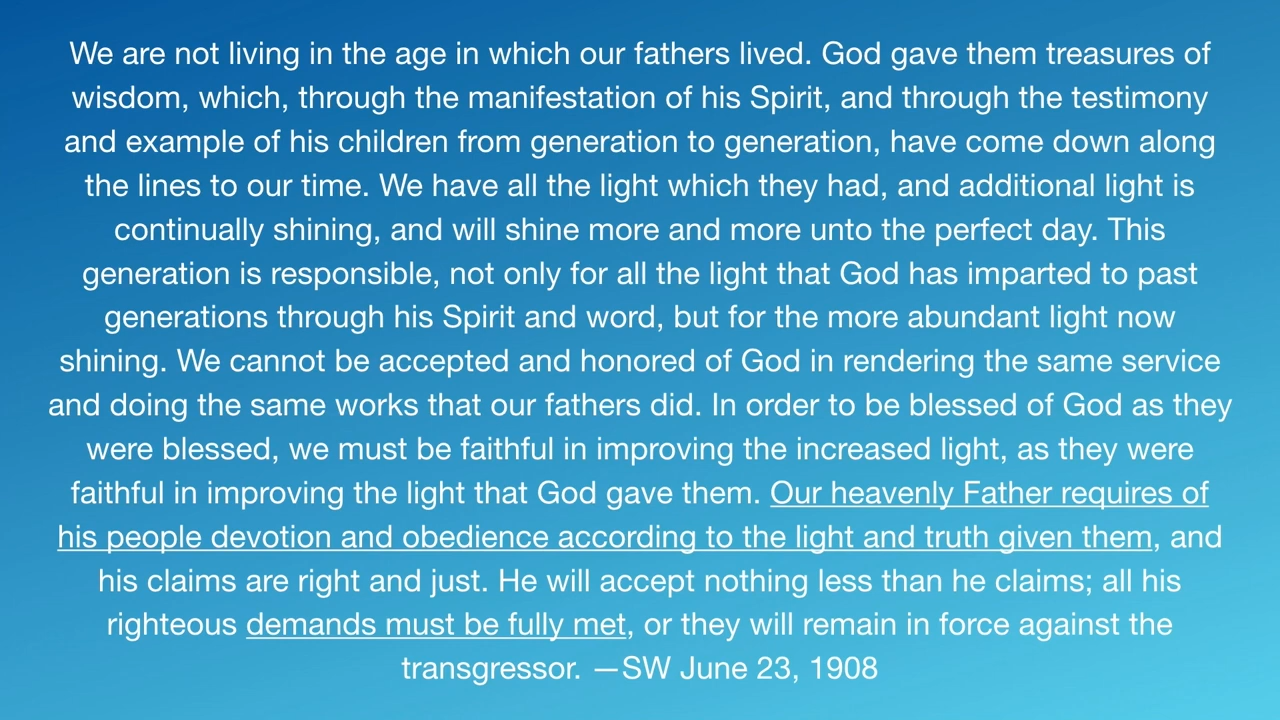 We are not living in the age in which our fathers lived. God gave them treasures of
wisdom, which, through the manifestation of his Spirit, and through the testimony
and example of his children from generation to generation, have come down along
the lines to our time. We have all the light which they had, and additional light is
continually shining, and will shine more and more unto the perfect day. This
generation is responsible, not only for all the light that God has imparted to past
generations through his Spirit and word, but for the more abundant light now
shining. We cannot be accepted and honored of God in rendering the same service
and doing the same works that our fathers did. In order to be blessed of God as they
were blessed, we must be faithful in improving the increased light, as they were
faithful in improving the light that God gave them. Our heavenly Father requires of
his people devotion and obedience according to the light and truth given them, and
his claims are right and just. He will accept nothing less than he claims; all his
righteous demands must be fully met, or they will remain in force against the
transgressor. —SW June 23, 1908